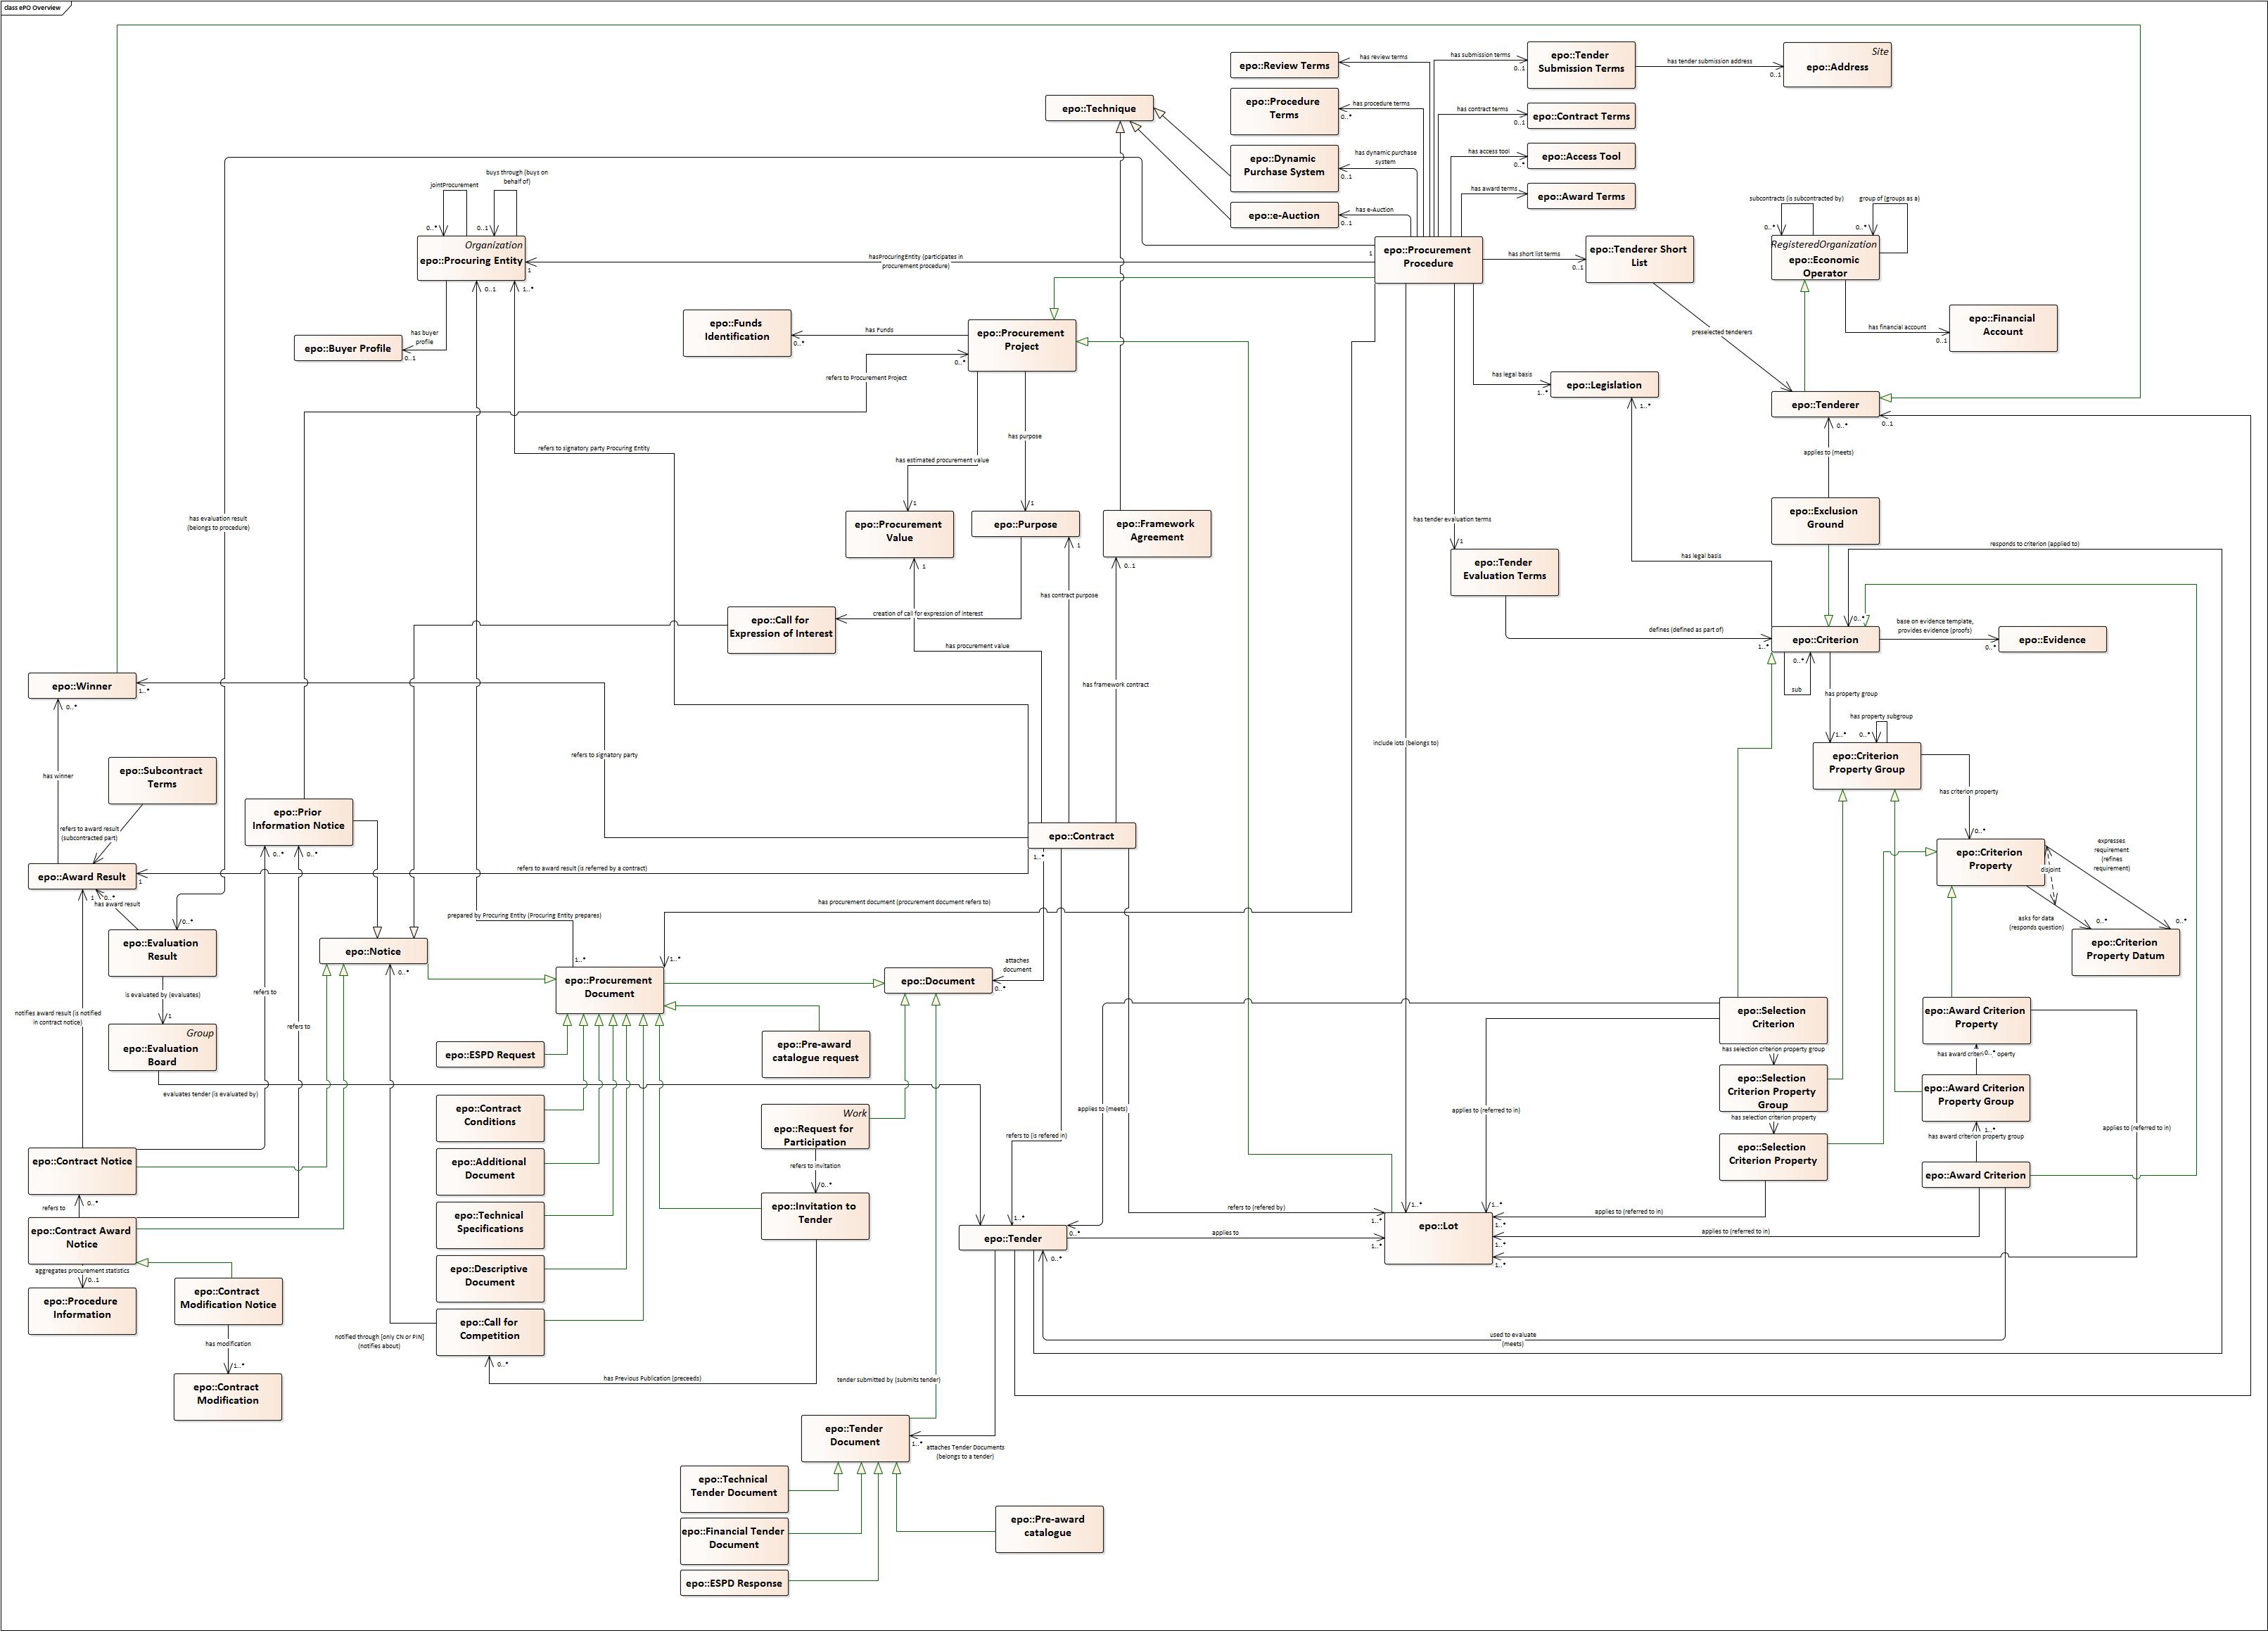 class ePO Overview
epo::Review Terms
has review terms
has submission terms
0..1
epo::Tender
Submission Terms
has tender submission address
0..1
Site
epo::Address
epo::Technique
epo::Procedure
Terms
has procedure terms
0..*
has contract terms
0..1
epo::Contract Terms
epo::Dynamic
Purchase System
has dynamic purchase
system
0..1
has access tool
0..*
epo::Access Tool
epo::e-Auction
has e-Auction
0..1
has award terms
epo::Award Terms
jointProcurement
0..*
buys through (buys on
behalf of)
0..1
Organization
epo::Procuring Entity
1
0..1
1..*
hasProcuringEntity (participates in
procurement procedure)
1
epo::Procurement
Procedure
has short list terms
0..1
epo::Tenderer Short
List
subcontracts (is subcontracted by)
0..*
group of (groups as a)
0..*
RegisteredOrganization
epo::Economic
Operator
has buyer
profile
0..1
epo::Buyer Profile
epo::Funds
Identification
has Funds
0..*
epo::Procurement
Project
0..*
refers to Procurement Project
preselected tenderers
has financial account
0..1
epo::Financial
Account
has legal basis
1..*
epo::Legislation
1..*
epo::Tenderer
0..*
0..1
refers to signatory party Procuring Entity
has purpose
has estimated procurement value
applies to (meets)
has evaluation result
(belongs to procedure)
1
1
epo::Procurement
Value
epo::Purpose
epo::Framework
Agreement
has tender evaluation terms
1
epo::Exclusion
Ground
responds to criterion (applied to)
1
1
0..1
has legal basis
epo::Tender
Evaluation Terms
has contract purpose
epo::Call for
Expression of Interest
creation of call for expression of interest
has procurement value
defines (defined as part of)
1..*
0..*
epo::Criterion
base on evidence template,
provides evidence (proofs)
0..*
epo::Evidence
0..*
sub
has property group
epo::Winner
1..*
0..*
has framework contract
has property subgroup
0..*
1..*
refers to signatory party
include lots (belongs to)
epo::Criterion
Property Group
has winner
epo::Subcontract
Terms
has criterion property
0..*
epo::Prior
Information Notice
0..*
0..*
refers to award result
(subcontracted part)
epo::Contract
1..*
epo::Criterion
Property
disjoint
expresses
requirement
(refines
requirement)
epo::Award Result
1
refers to award result (is referred by a contract)
1
0..*
has award result
0..*
has procurement document (procurement document refers to)
prepared by Procuring Entity (Procuring Entity prepares)
asks for data
(responds question)
0..*
0..*
epo::Evaluation
Result
epo::Notice
0..*
1..*
1..*
epo::Procurement
Document
epo::Document
attaches
document
0..*
epo::Criterion
Property Datum
is evaluated by (evaluates)
1
refers to
notifies award result (is notified
in contract notice)
refers to
Group
epo::Evaluation
Board
epo::ESPD Request
epo::Pre-award
catalogue request
epo::Selection
Criterion
epo::Award Criterion
Property
has selection criterion property group
0..*
evaluates tender (is evaluated by)
epo::Contract
Conditions
Work
epo::Request for
Participation
applies to (meets)
applies to (referred to in)
epo::Selection
Criterion Property
Group
epo::Award Criterion
Property Group
has selection criterion property
1..*
has award criterion property group
refers to (is refered in)
applies to (referred to in)
epo::Contract Notice
0..*
refers to
epo::Additional
Document
refers to invitation
0..*
epo::Selection
Criterion Property
epo::Award Criterion
epo::Technical
Specifications
epo::Invitation to
Tender
refers to (refered by)
1..*
1..*
1..*
applies to (referred to in)
1..*
epo::Contract Award
Notice
epo::Tender
1..*
0..*
applies to
1..*
epo::Lot
applies to (referred to in)
1..*
1..*
aggregates procurement statistics
0..1
epo::Descriptive
Document
0..*
epo::Procedure
Information
epo::Contract
Modification Notice
epo::Call for
Competition
notified through [only CN or PIN]
(notifies about)
used to evaluate
(meets)
has modification
1..*
0..*
has Previous Publication (preceeds)
tender submitted by (submits tender)
epo::Contract
Modification
epo::Tender
Document
1..*
attaches Tender Documents
(belongs to a tender)
epo::Technical
Tender Document
epo::Financial Tender
Document
epo::Pre-award
catalogue
epo::ESPD Response